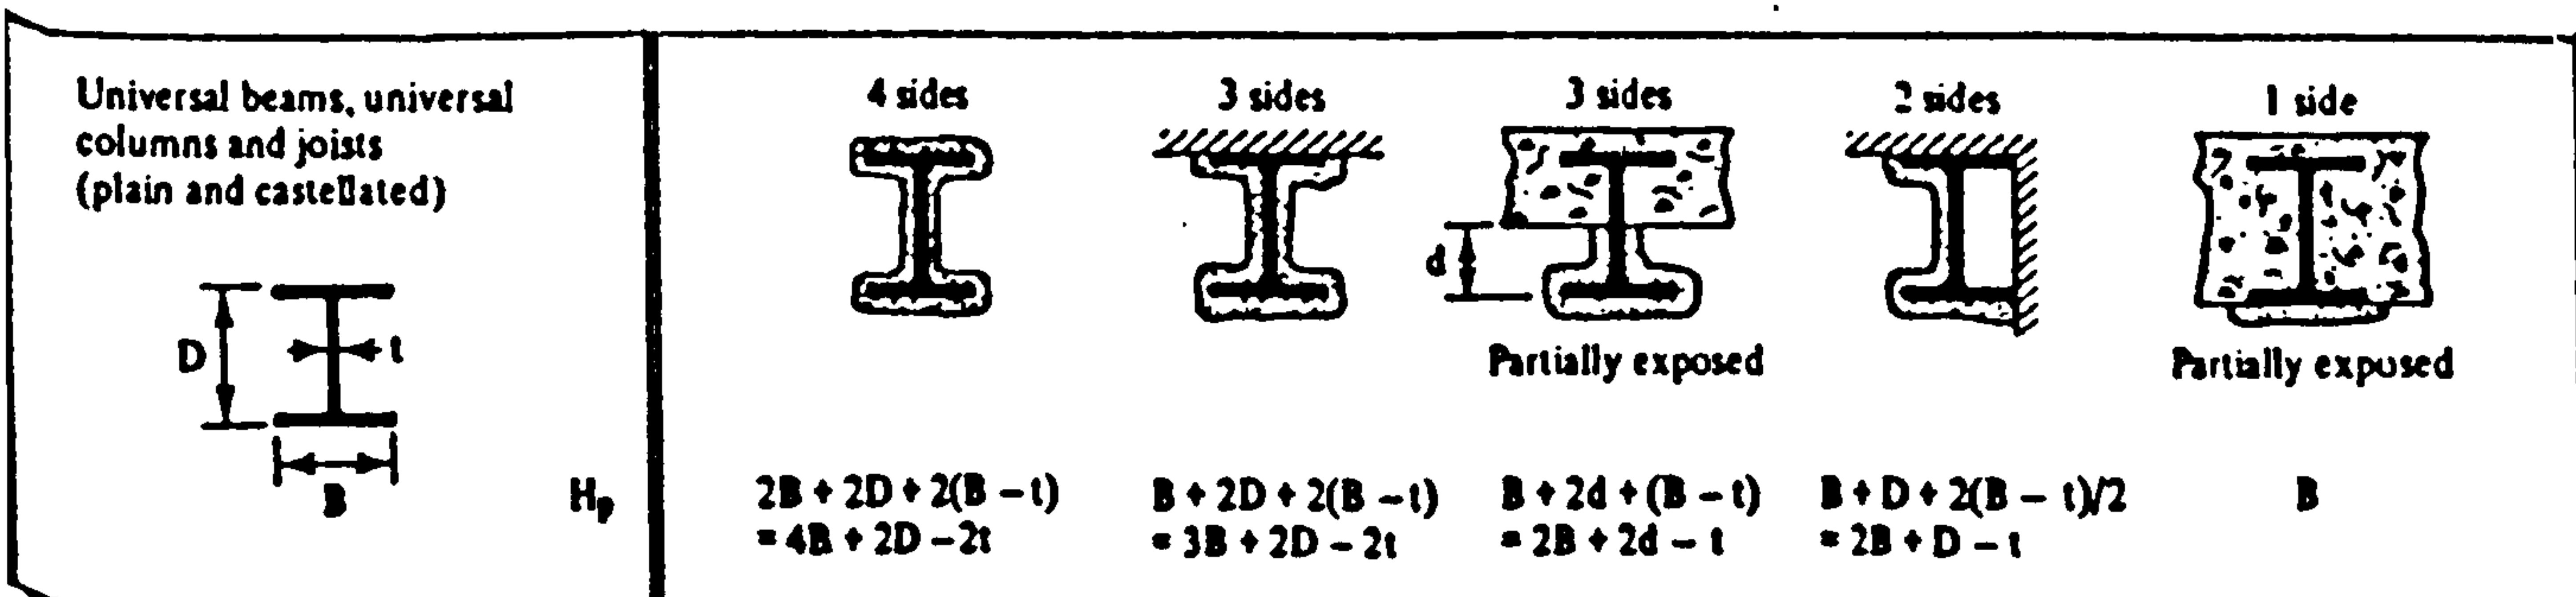 Universal beams, universal
columns and joists
(plain and castellated)
D
t
B
Hp
4 sides
3 sides
3 sides
2 sides
1 side
d
Partially exposed
Partially exposed
2B + 2D + 2(B – t)
= 4B + 2D – 2t
B + 2D + 2(B – t)
= 3B + 2D – 2t
B + 2d + (B – t)
= 2B + 2d – t
B + D + 2(B – t)/2
= 2B + D – t
B